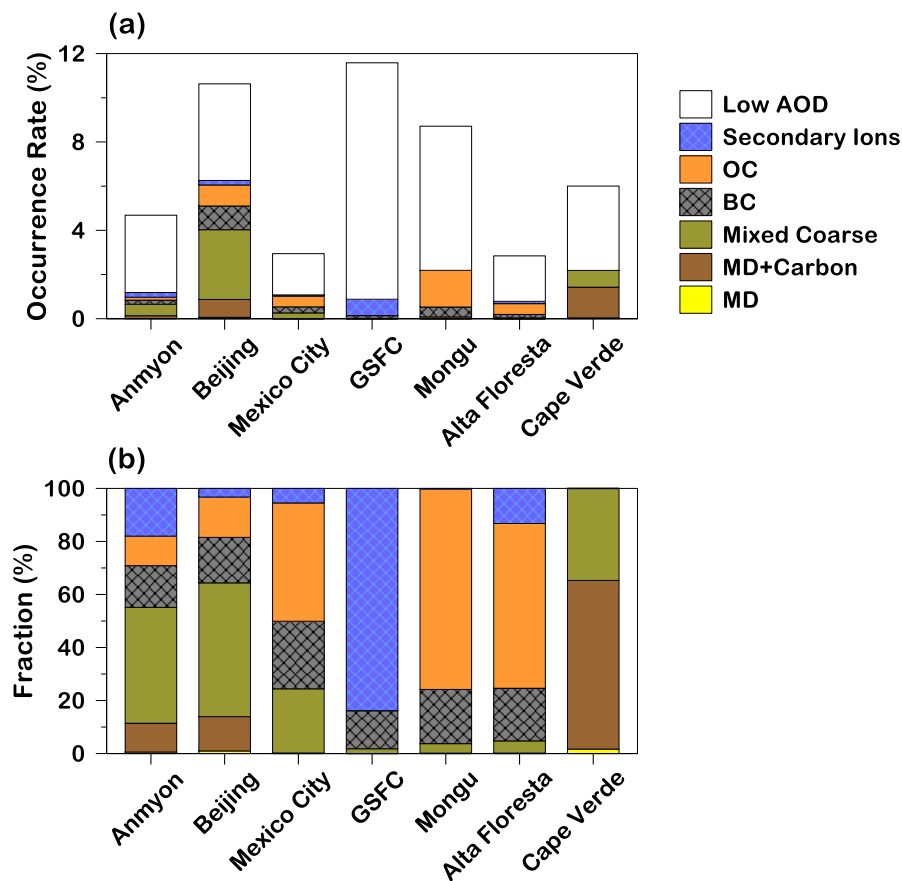 (a)
Occurrence Rate (%)
12
8
4
0
Anmyon
Beijing
Mexico City
GSFC
Mongu
Alta Floresta
Cape Verde
Low AOD
Secondary Ions
OC
BC
Mixed Coarse
MD+Carbon
MD
(b)
Fraction (%)
100
80
60
40
20
0
Anmyon
Beijing
Mexico City
GSFC
Mongu
Alta Floresta
Cape Verde